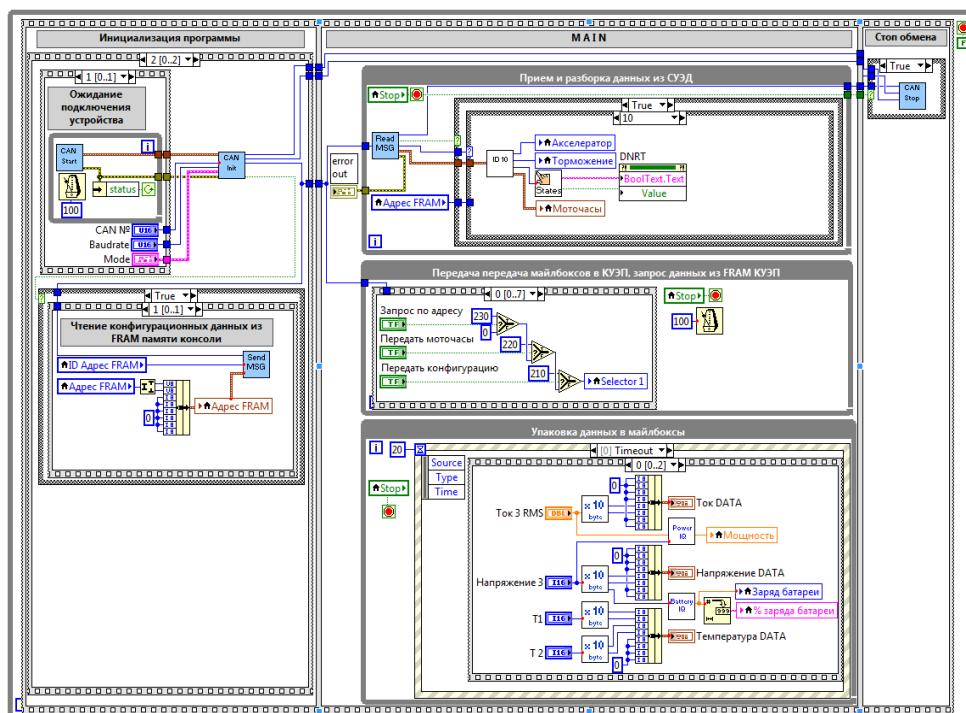 Инициализация программы
MAIN
Стоп обмена
2 [0..2]
1 [0..1]
Ожидание
подключения
устройства
CAN
Start
100
status
CAN
Init
CAN №
U16
Baudrate
U16
Mode
True
1 [0..1]
Чтение конфигурационных данных из
FRAM памяти консоли
Send
MSG
ID Адрес FRAM
Адрес FRAM
0
Адрес FRAM
Прием и разборка данных из СУЭД
Stop
True
10
Read
MSG
error
out
Адрес FRAM
ID 10
Акселератор
Торможение
DNRT
States
BoolText.Text
Value
Моточасы
True
CAN
Stop
Передача передача майлбоксов в КУЭП, запрос данных из FRAM КУЭП
0 [0..7]
Запрос по адресу
TF
230
0
Передать моточасы
TF
220
Передать конфигурацию
TF
210
Selector 1
Stop
100
Упаковка данных в майлбоксы
20
[0] Timeout
Source
Type
Time
0 [0..2]
Stop
Ток 3 RMS
DBL
x 10
byte
0
Ток DATA
Power
IQ
Мощность
Напряжение 3
I16
x 10
byte
0
Напряжение DATA
Battery
IQ
Заряд батареи
% заряда батареи
T1
I16
x 10
byte
T 2
I16
x 10
byte
0
Температура DATA